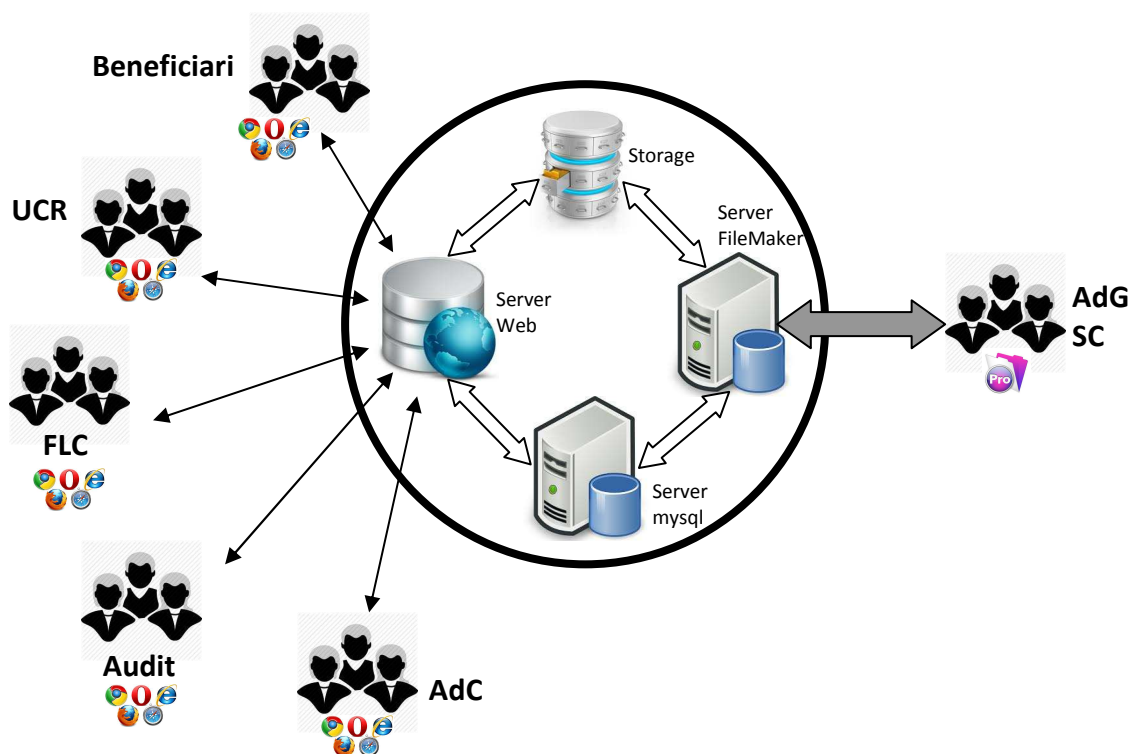 Beneficiari
UCR
FLC
Audit
AdC
Storage
Server
FileMaker
Server
Web
Server
mysql
AdG
SC
Pro